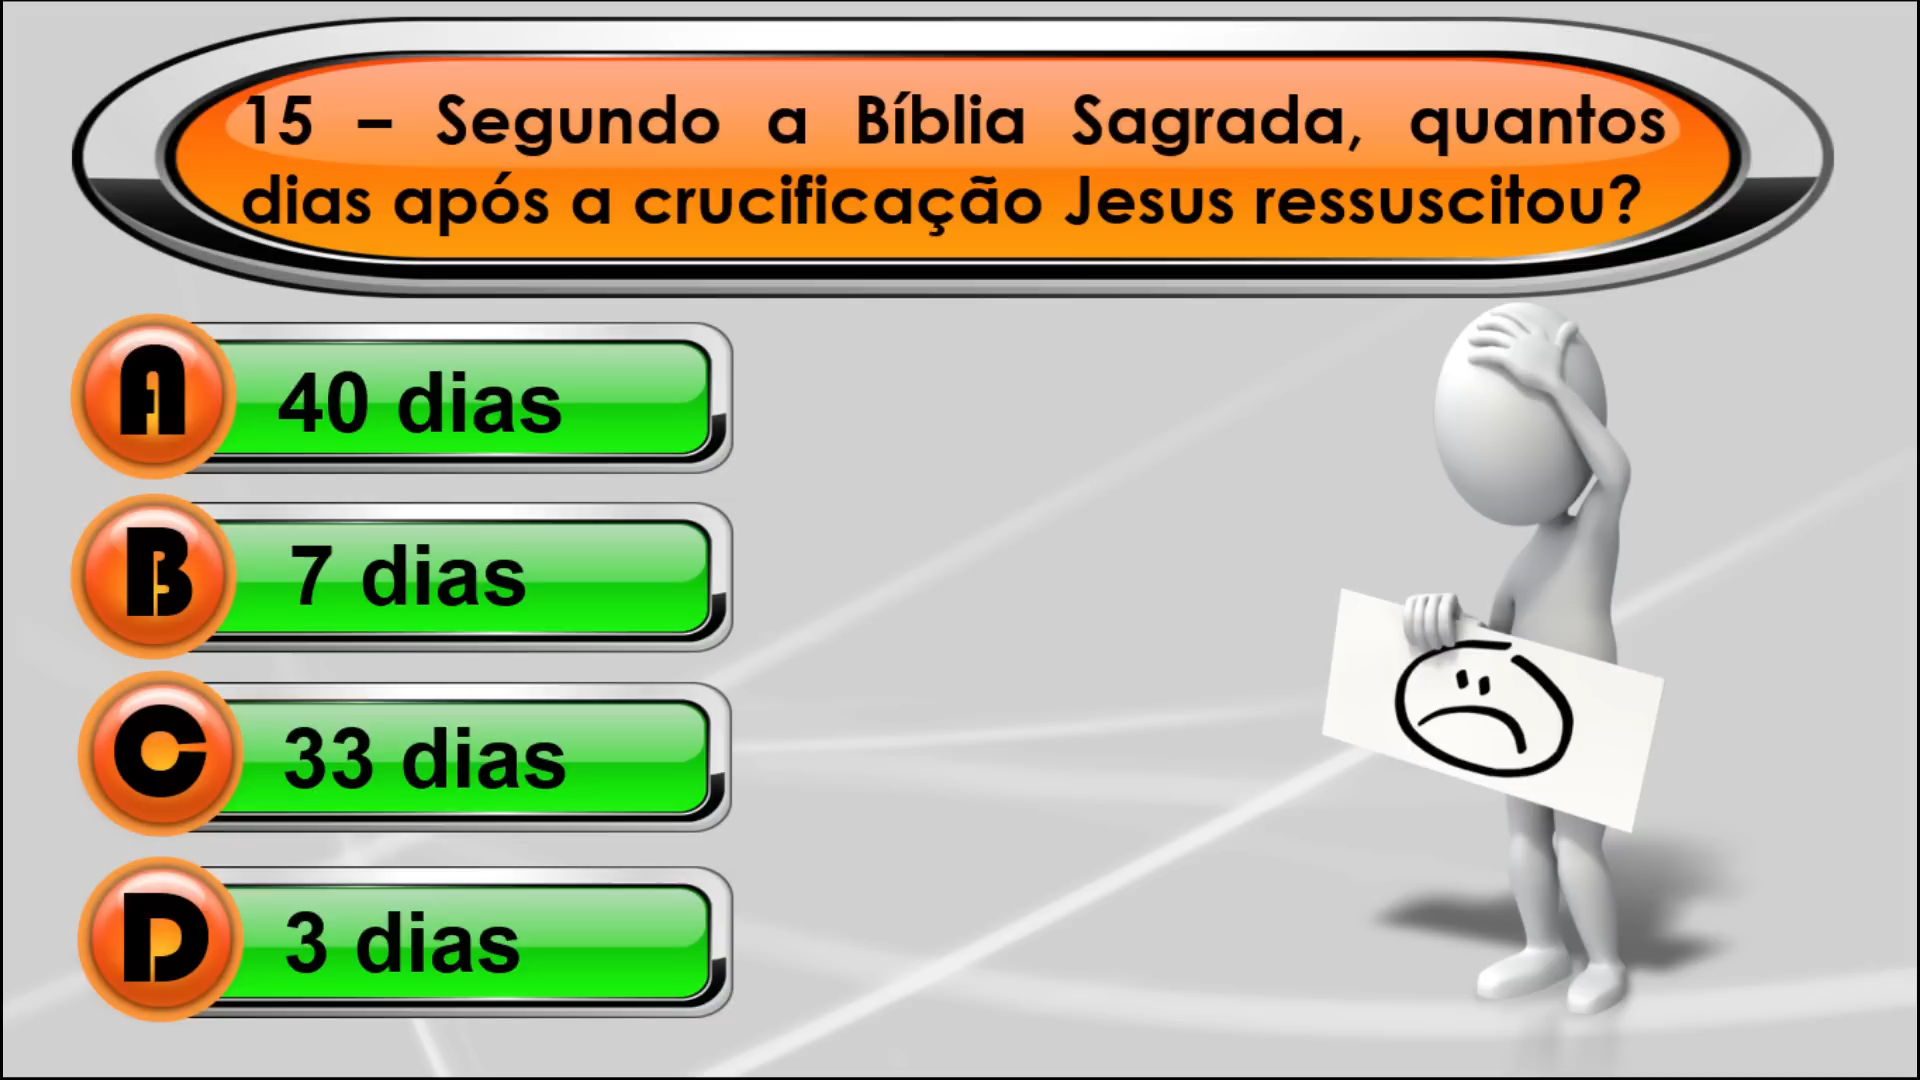 15 – Segundo a Bíblia Sagrada, quantos
dias após a crucificação Jesus ressuscitou?
A 40 dias
B 7 dias
C 33 dias
D 3 dias